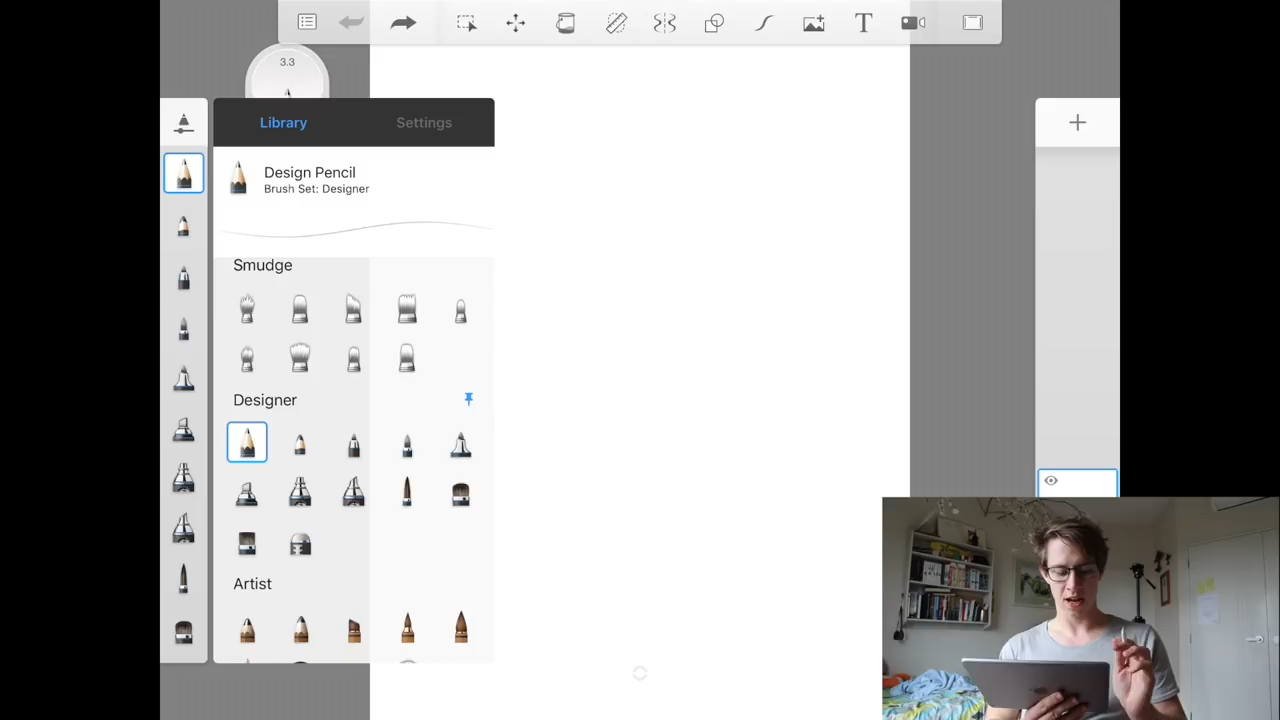 T
3.3
Library
Settings
Design Pencil
Brush Set: Designer
Smudge
Designer
Artist